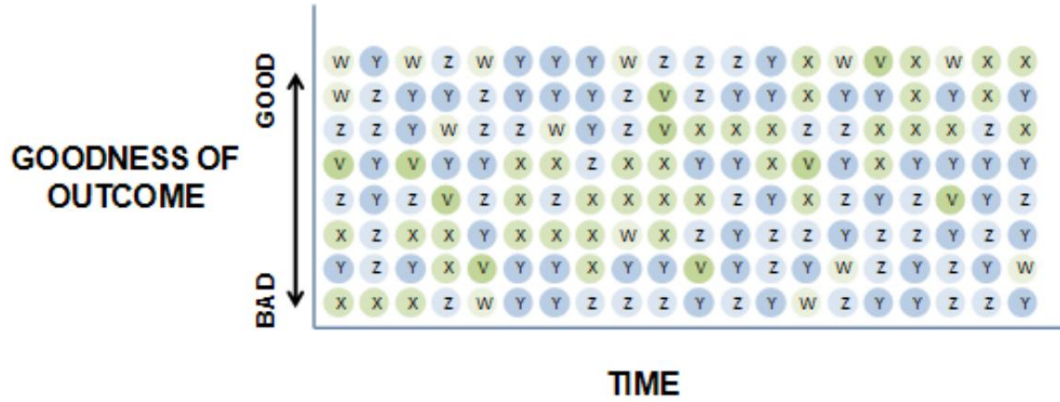 GOOD
W Y W Z W Y Y Y W Z Z Z Y X W V X W X X
W Z Y Y Z Y Y Y Z V Z Y Y X Y Y X Y X Y
Z Z Y W Z Z W Y Z V X X X Z Z X X X Z X
GOODNESS OF
OUTCOME
V Y V Y Y X X Z X X Y Y X V Y X Y Y Y Y
Z Y Z V Z X Z X X X X Z Y X Z Y Z V Y Z
X Z X X Y X X X W X Z Y Z Z Y Z Z Y Z Y
Y Z Y X V Y Y X Y Y V Y Z Y W Z Y Z Y W
BAD
X X X Z W Y Y Z Z Z Y Z Y W Z Y Y Z Z Y
TIME